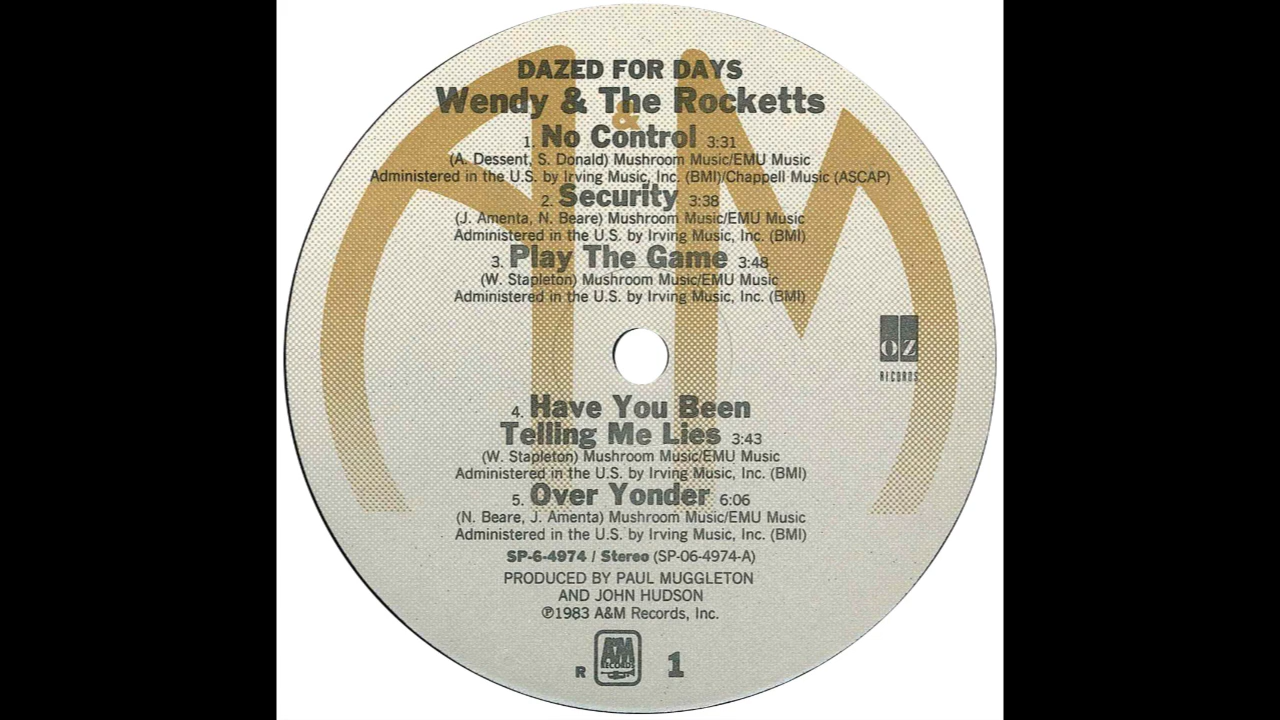 DAZED FOR DAYS
Wendy & The Rocketts
&
1. No Control 3:31
(A. Dessent, S. Donald) Mushroom Music/EMU Music
Administered in the U.S. by Irving Music, Inc. (BMI)/Chappell Music (ASCAP)
2. Security 3:38
(J. Amenta, N. Beare) Mushroom Music/EMU Music
Administered in the U.S. by Irving Music, Inc. (BMI)
3. Play The Game 3:48
(W. Stapleton) Mushroom Music/EMU Music
Administered in the U.S. by Irving Music, Inc. (BMI)
OZ
RECORDS
4. Have You Been
Telling Me Lies 3:43
(W. Stapleton) Mushroom Music/EMU Music
Administered in the U.S. by Irving Music, Inc. (BMI)
5. Over Yonder 6:06
(N. Beare, J. Amenta) Mushroom Music/EMU Music
Administered in the U.S. by Irving Music, Inc. (BMI)
SP-6-4974 / Stereo (SP-06-4974-A)
PRODUCED BY PAUL MUGGLETON
AND JOHN HUDSON
℗1983 A&M Records, Inc.
A&M
RECORDS
R 1